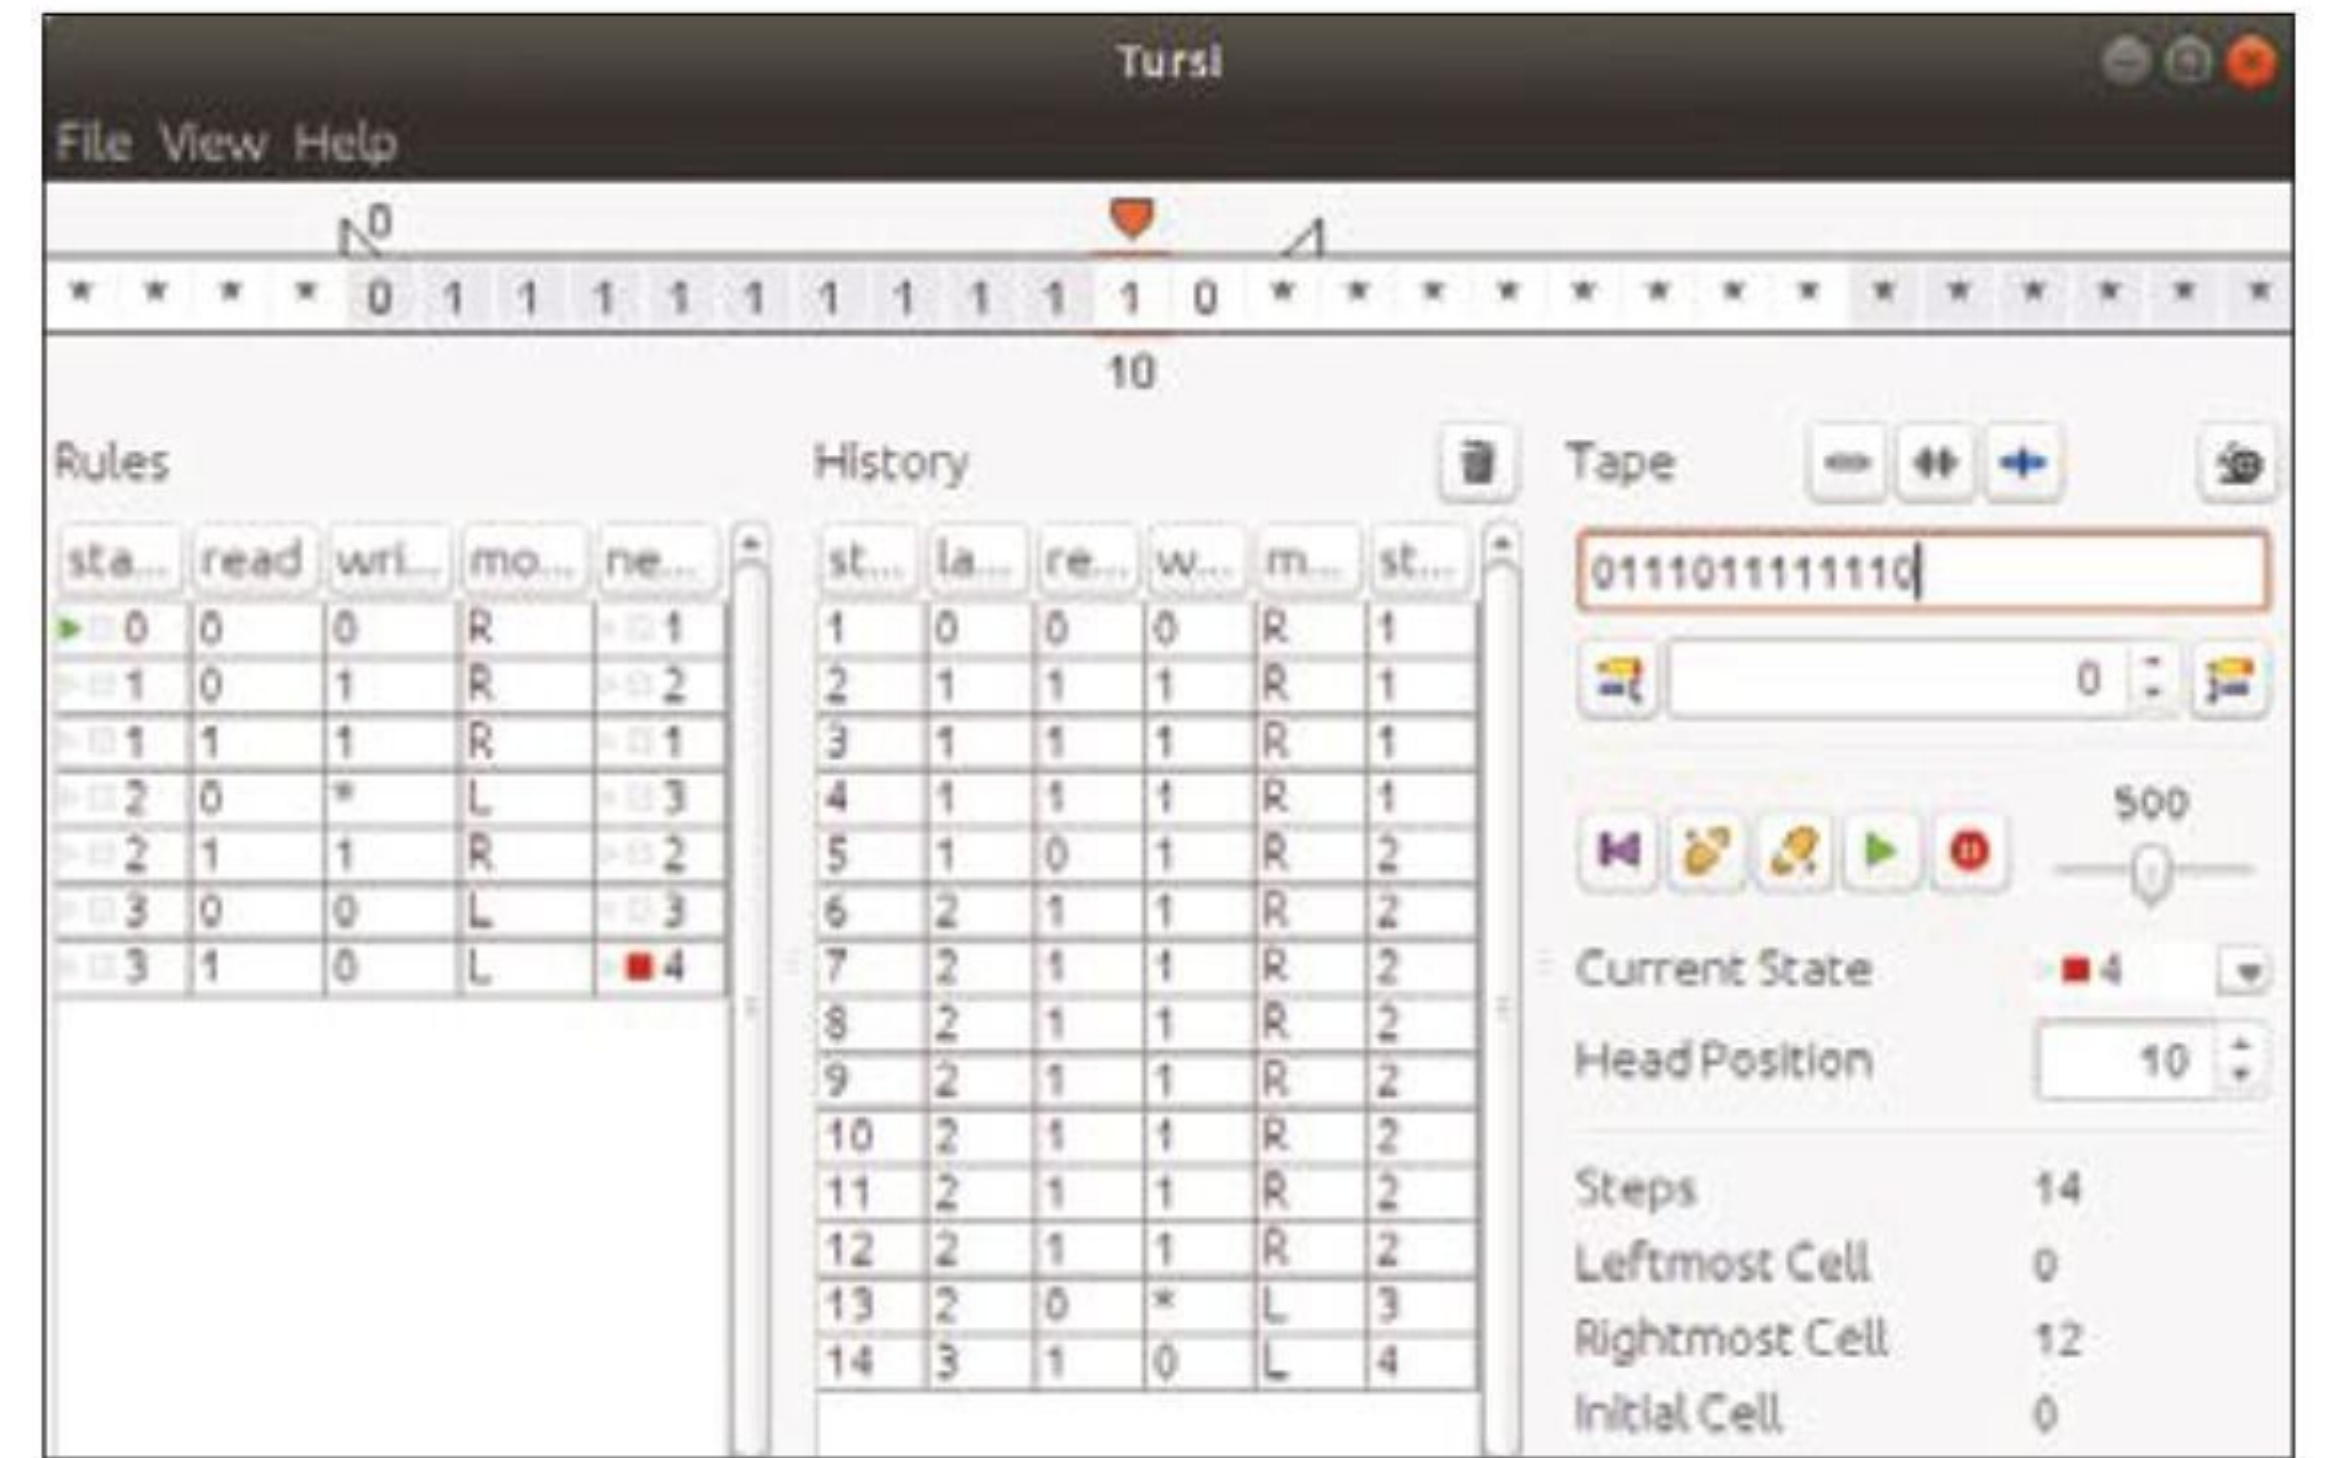 Tursi
File View Help
0
* * * * 0 1 1 1 1 1 1 1 1 1 1 0 * * * * * * * * * * * * * *
10
Rules
sta... read wri... mo... ne...
0 0 0 R 1
1 0 1 R 2
1 1 1 R 1
2 0 * L 3
2 1 1 R 2
3 0 0 L 3
3 1 0 L 4
History
st... la... re... w... m... st...
1 0 0 0 R 1
2 1 1 1 R 1
3 1 1 1 R 1
4 1 1 1 R 1
5 1 0 1 R 2
6 2 1 1 R 2
7 2 1 1 R 2
8 2 1 1 R 2
9 2 1 1 R 2
10 2 1 1 R 2
11 2 1 1 R 2
12 2 1 1 R 2
13 2 0 * L 3
14 3 1 0 L 4
Tape
0111011111110
0
500
Current State 4
Head Position 10
Steps 14
Leftmost Cell 0
Rightmost Cell 12
Initial Cell 0